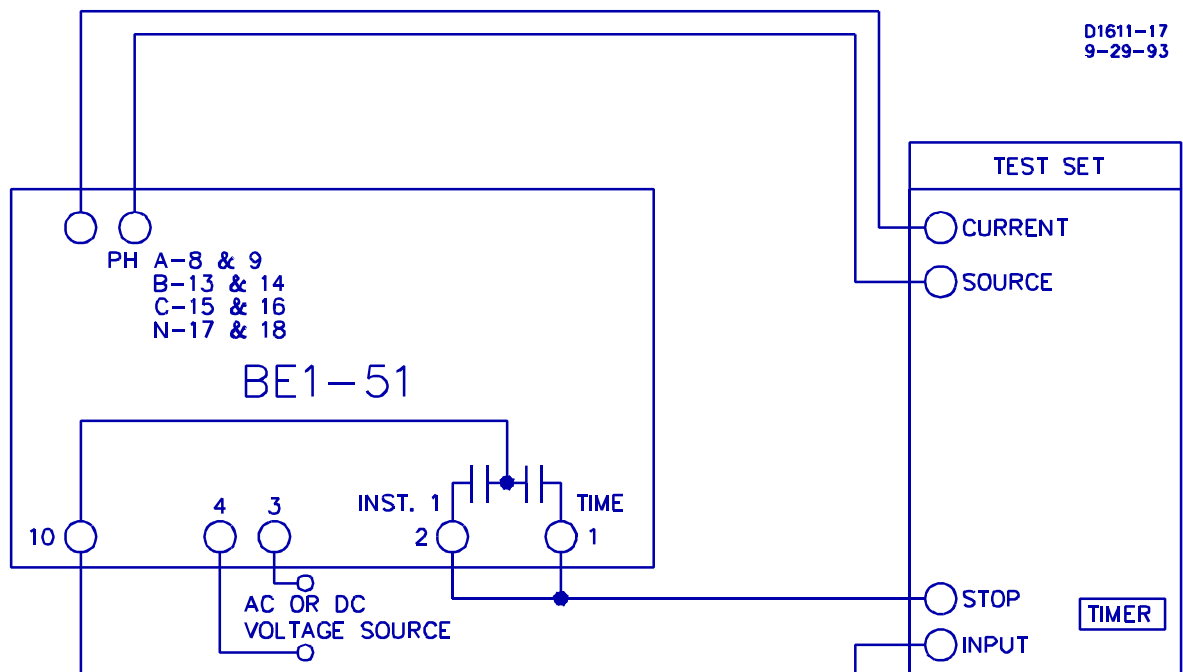 D1611-17
9-29-93
TEST SET
CURRENT
SOURCE
PH A-8 & 9
B-13 & 14
C-15 & 16
N-17 & 18
BE1-51
INST. 1
TIME
10
4
3
2
1
AC OR DC
VOLTAGE SOURCE
STOP
TIMER
INPUT